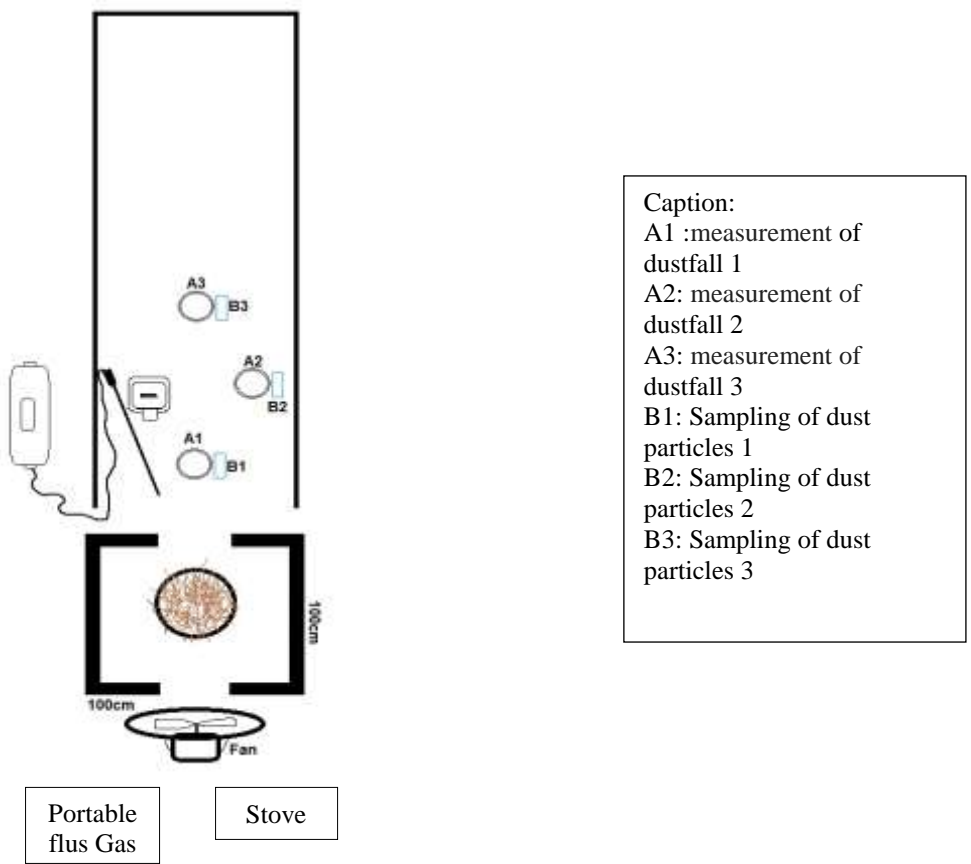 A3
B3
A2
B2
A1
B1
100cm
100cm
Fan
Portable
flus Gas
Stove
Caption:
A1 :measurement of
dustfall 1
A2: measurement of
dustfall 2
A3: measurement of
dustfall 3
B1: Sampling of dust
particles 1
B2: Sampling of dust
particles 2
B3: Sampling of dust
particles 3